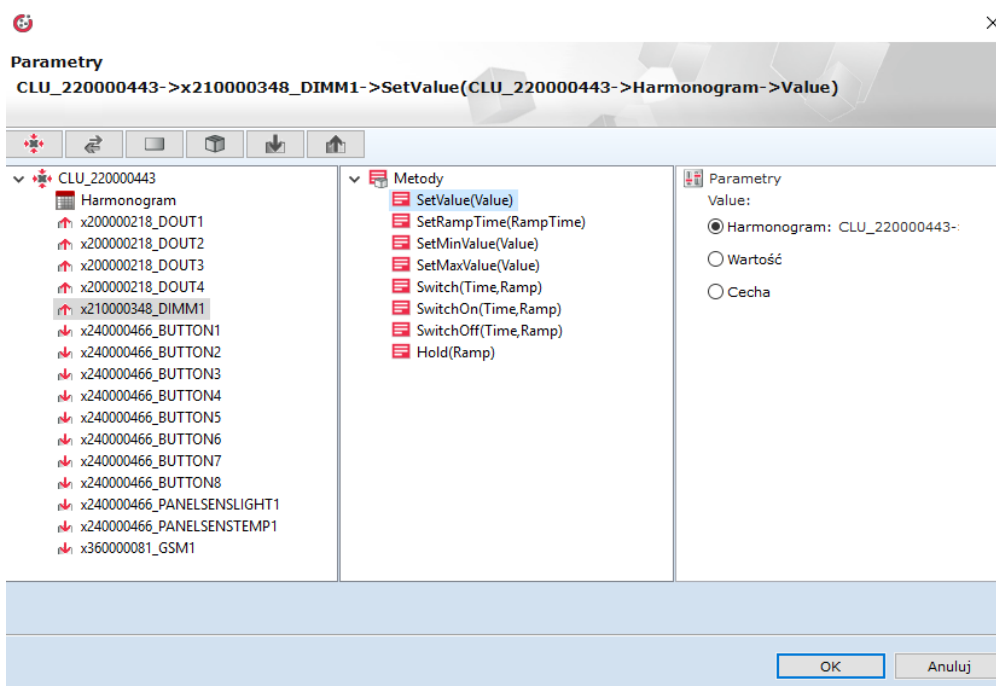 Parametry
CLU_220000443->x210000348_DIMM1->SetValue(CLU_220000443->Harmonogram->Value)
CLU_220000443
Harmonogram
x200000218_DOUT1
x200000218_DOUT2
x200000218_DOUT3
x200000218_DOUT4
x210000348_DIMM1
x240000466_BUTTON1
x240000466_BUTTON2
x240000466_BUTTON3
x240000466_BUTTON4
x240000466_BUTTON5
x240000466_BUTTON6
x240000466_BUTTON7
x240000466_BUTTON8
x240000466_PANELSENSLIGHT1
x240000466_PANELSENSTEMP1
x360000081_GSM1
Metody
SetValue(Value)
SetRampTime(RampTime)
SetMinValue(Value)
SetMaxValue(Value)
Switch(Time,Ramp)
SwitchOn(Time,Ramp)
SwitchOff(Time,Ramp)
Hold(Ramp)
Parametry
Value:
Harmonogram: CLU_220000443-
Wartość
Cecha
OK
Anuluj